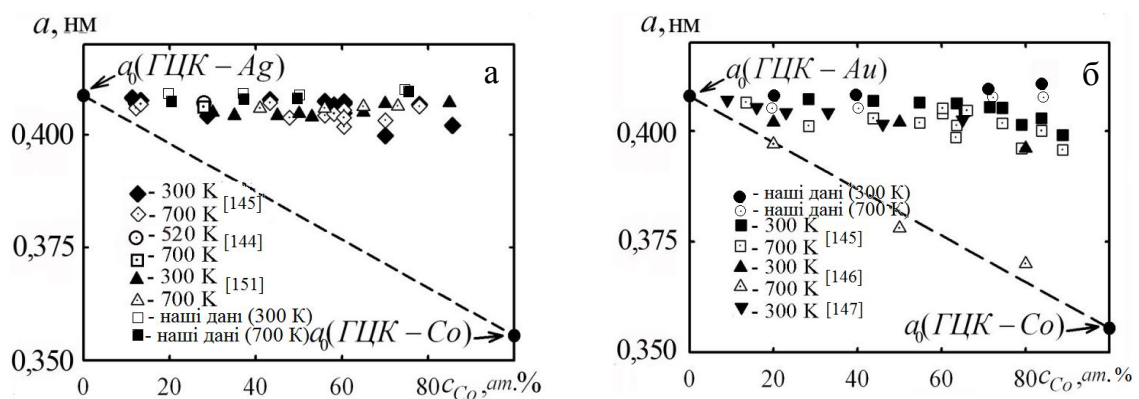 a, нм
a₀(ГЦК – Ag)
а
0,400
0,375
0,350
- 300 K
- 700 K
[145]
- 520 K
- 700 K
[144]
- 300 K
- 700 K
[151]
- наші дані (300 К)
- наші дані (700 К)
a₀(ГЦК – Co)
0 20 40 60 80 c_Co, ат.%
a, нм
a₀(ГЦК – Au)
б
0,400
0,375
0,350
- наші дані (300 К)
- наші дані (700 К)
- 300 K
- 700 K
[145]
- 300 K
- 700 K
[146]
- 300 K [147]
a₀(ГЦК – Co)
0 20 40 60 80 c_Co, ат.%